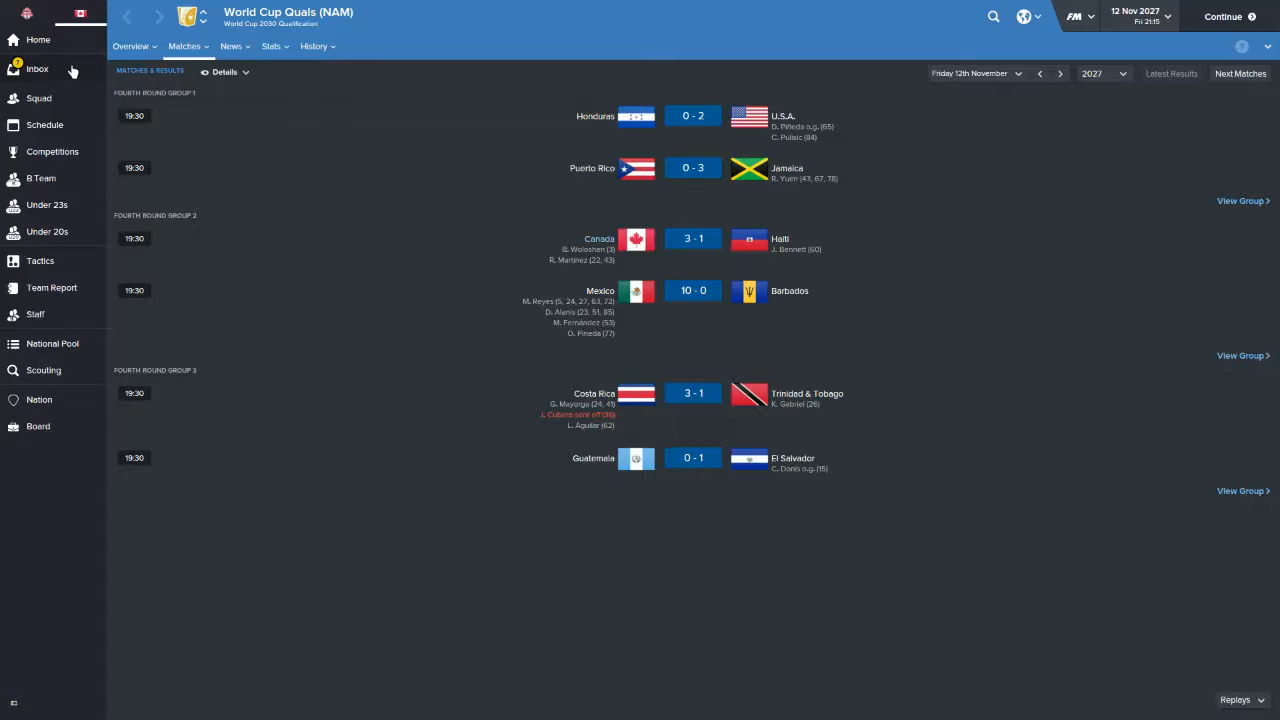 World Cup Quals (NAM)
World Cup 2030 Qualification
FM
12 Nov 2027
Fri 21:15
Continue
Home
Inbox
7
Squad
Schedule
Competitions
B Team
Under 23s
Under 20s
Tactics
Team Report
Staff
National Pool
Scouting
Nation
Board
Overview
Matches
News
Stats
History
?
MATCHES & RESULTS
Details
Friday 12th November
2027
Latest Results
Next Matches
FOURTH ROUND GROUP 1
19:30
Honduras
0 - 2
U.S.A.
D. Piñeda o.g. (65)
C. Pulisic (84)
19:30
Puerto Rico
0 - 3
Jamaica
R. Yuen (43, 67, 78)
View Group
FOURTH ROUND GROUP 2
19:30
Canada
3 - 1
Haiti
B. Woloshen (3)
J. Bennett (60)
R. Martinez (22, 43)
19:30
Mexico
10 - 0
Barbados
M. Reyes (5, 24, 27, 63, 72)
D. Alanis (23, 51, 85)
M. Fernández (53)
O. Pineda (77)
View Group
FOURTH ROUND GROUP 3
19:30
Costa Rica
3 - 1
Trinidad & Tobago
G. Mayorga (24, 41)
K. Gabriel (26)
J. Cubero sent off (36)
L. Aguilar (62)
19:30
Guatemala
0 - 1
El Salvador
C. Donis o.g. (15)
View Group
Replays